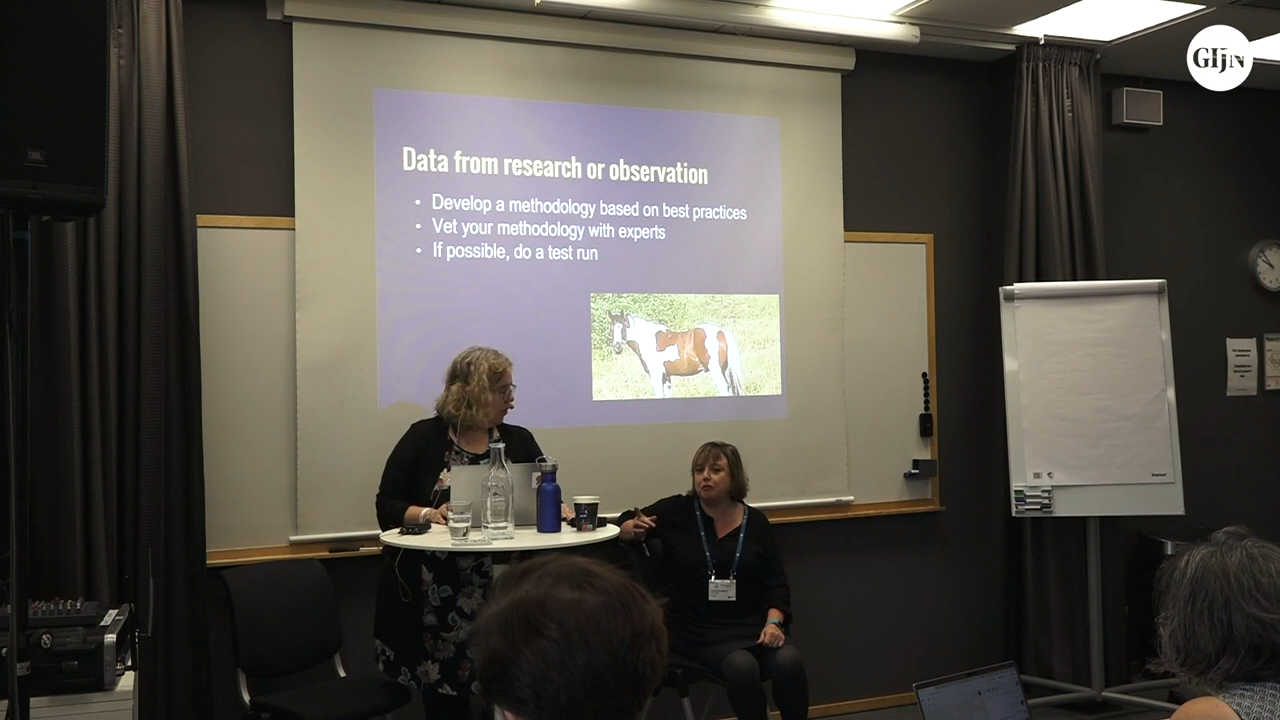 GIJN
Data from research or observation
• Develop a methodology based on best practices
• Vet your methodology with experts
• If possible, do a test run
JBL